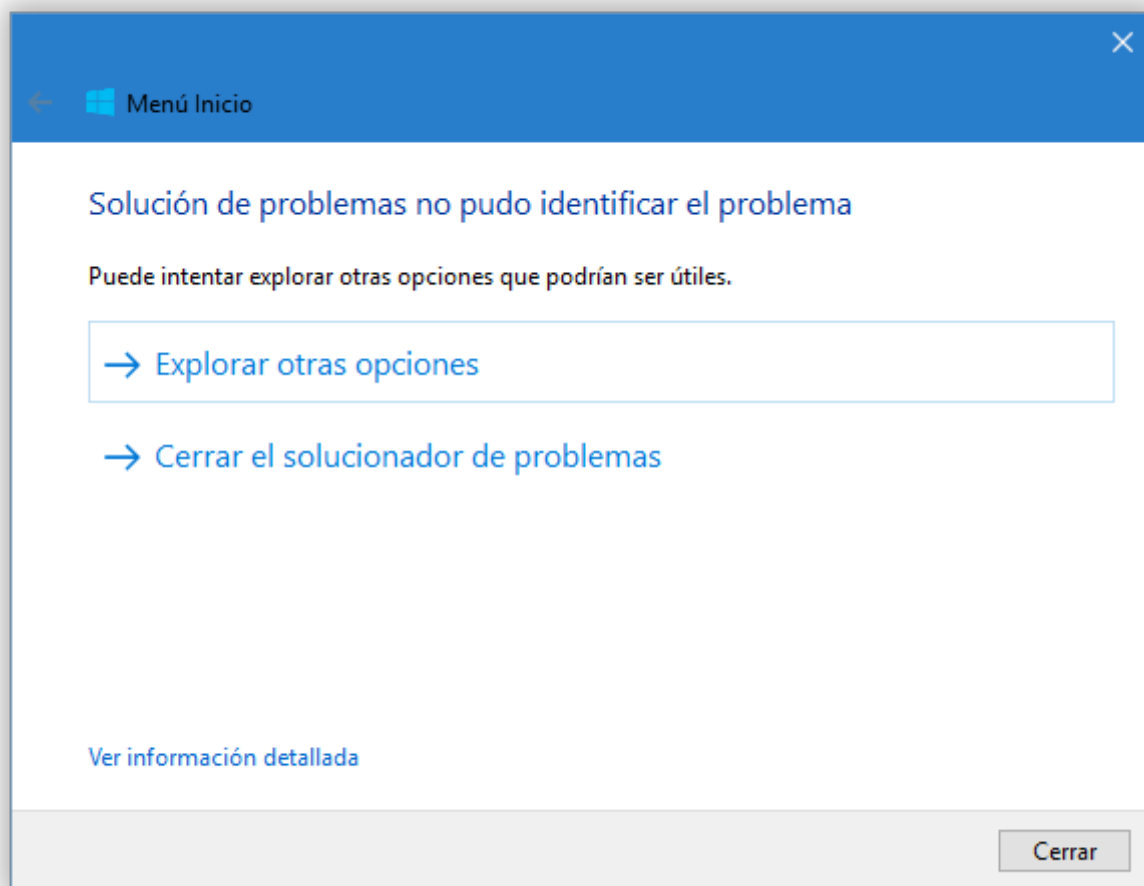 Menú Inicio
Solución de problemas no pudo identificar el problema
Puede intentar explorar otras opciones que podrían ser útiles.
Explorar otras opciones
Cerrar el solucionador de problemas
Ver información detallada
Cerrar